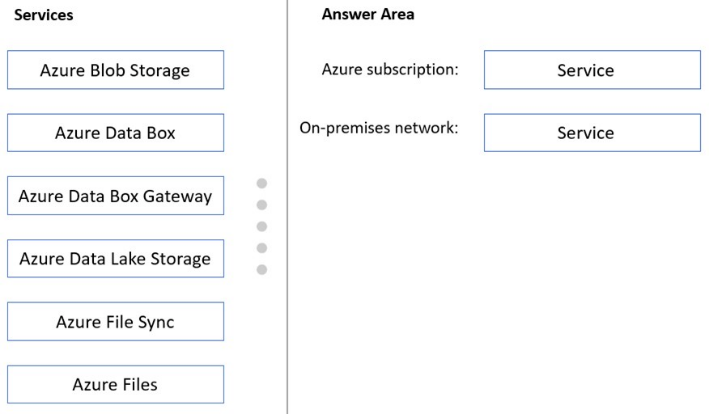 Services
Answer Area
Azure Blob Storage
Azure subscription:
Service
Azure Data Box
On-premises network:
Service
Azure Data Box Gateway
Azure Data Lake Storage
Azure File Sync
Azure Files